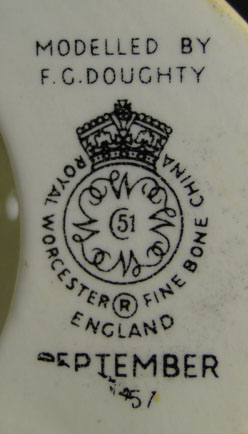 MODELLED BY
F.G.DOUGHTY
ROYAL WORCESTER ® FINE BONE CHINA
51
ENGLAND
SEPTEMBER